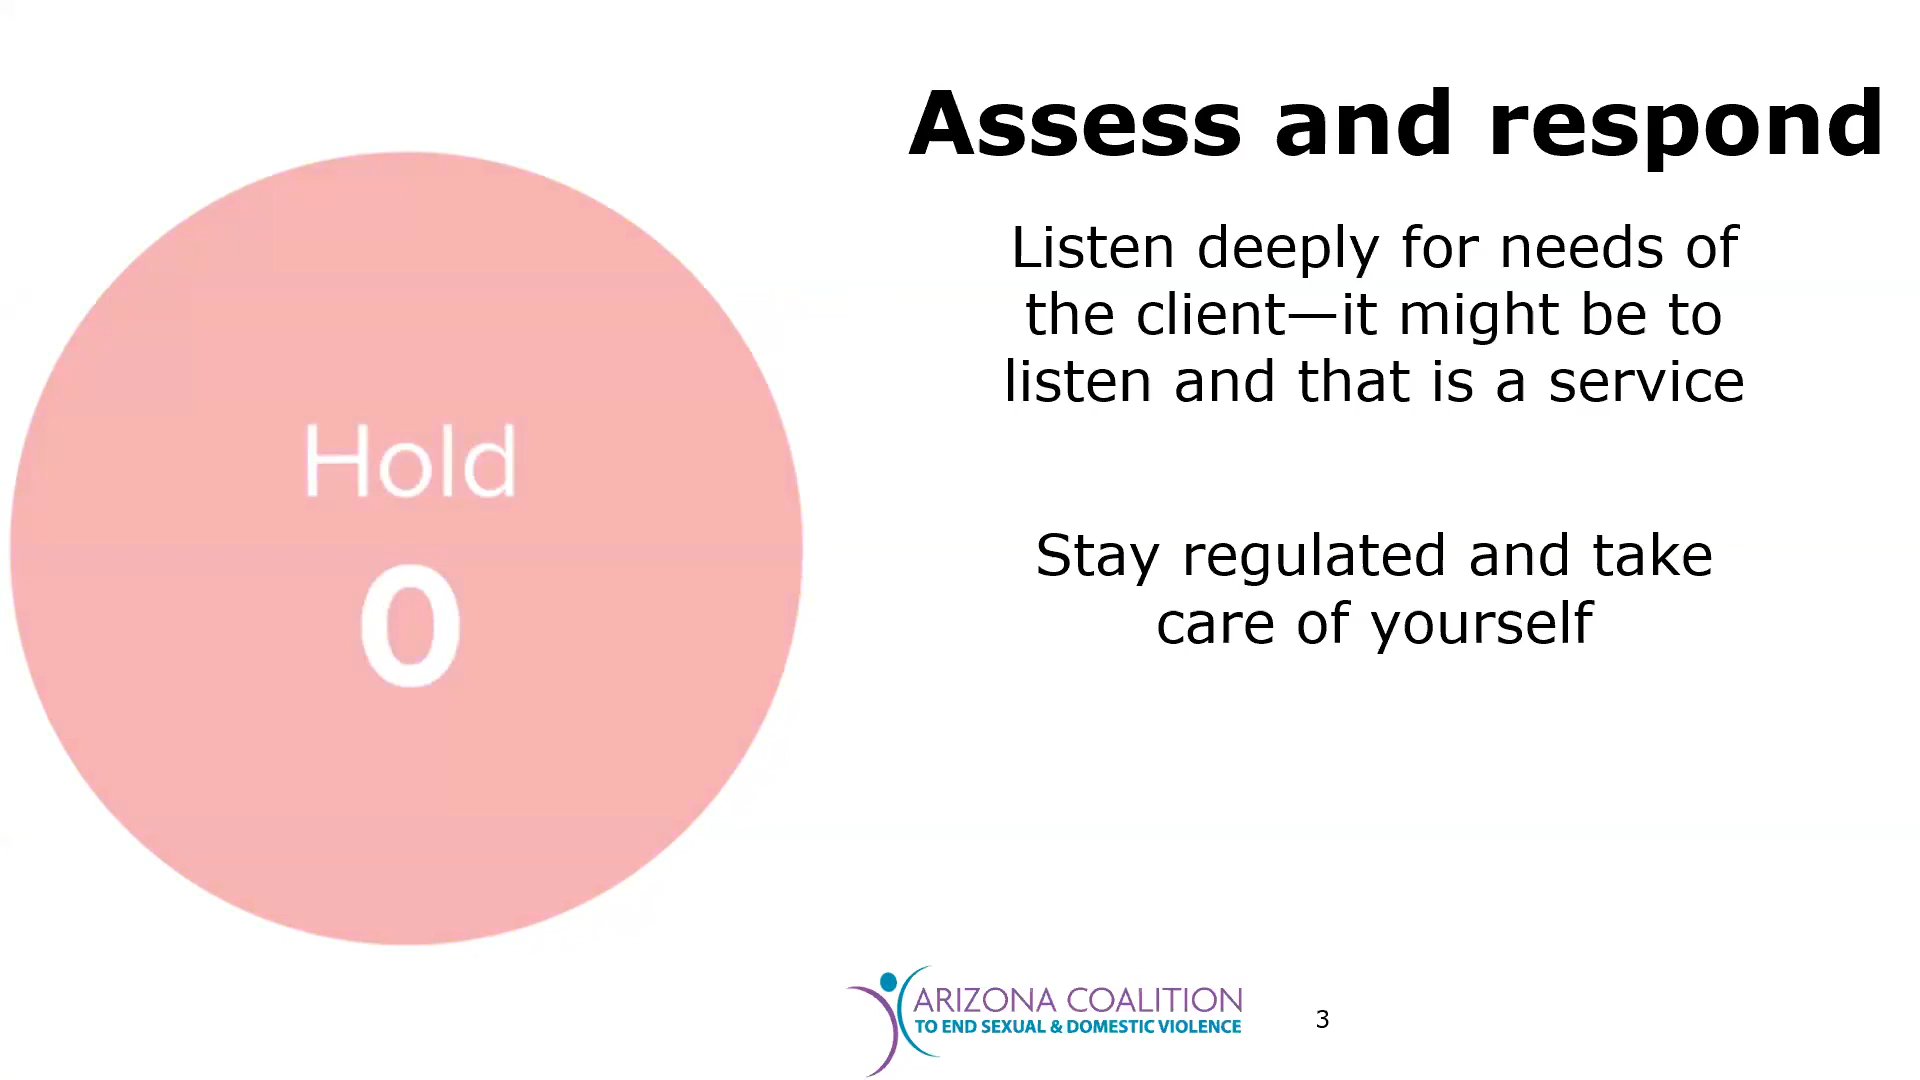 Assess and respond
Listen deeply for needs of
the client—it might be to
listen and that is a service
Stay regulated and take
care of yourself
Hold
0
ARIZONA COALITION
TO END SEXUAL & DOMESTIC VIOLENCE
3